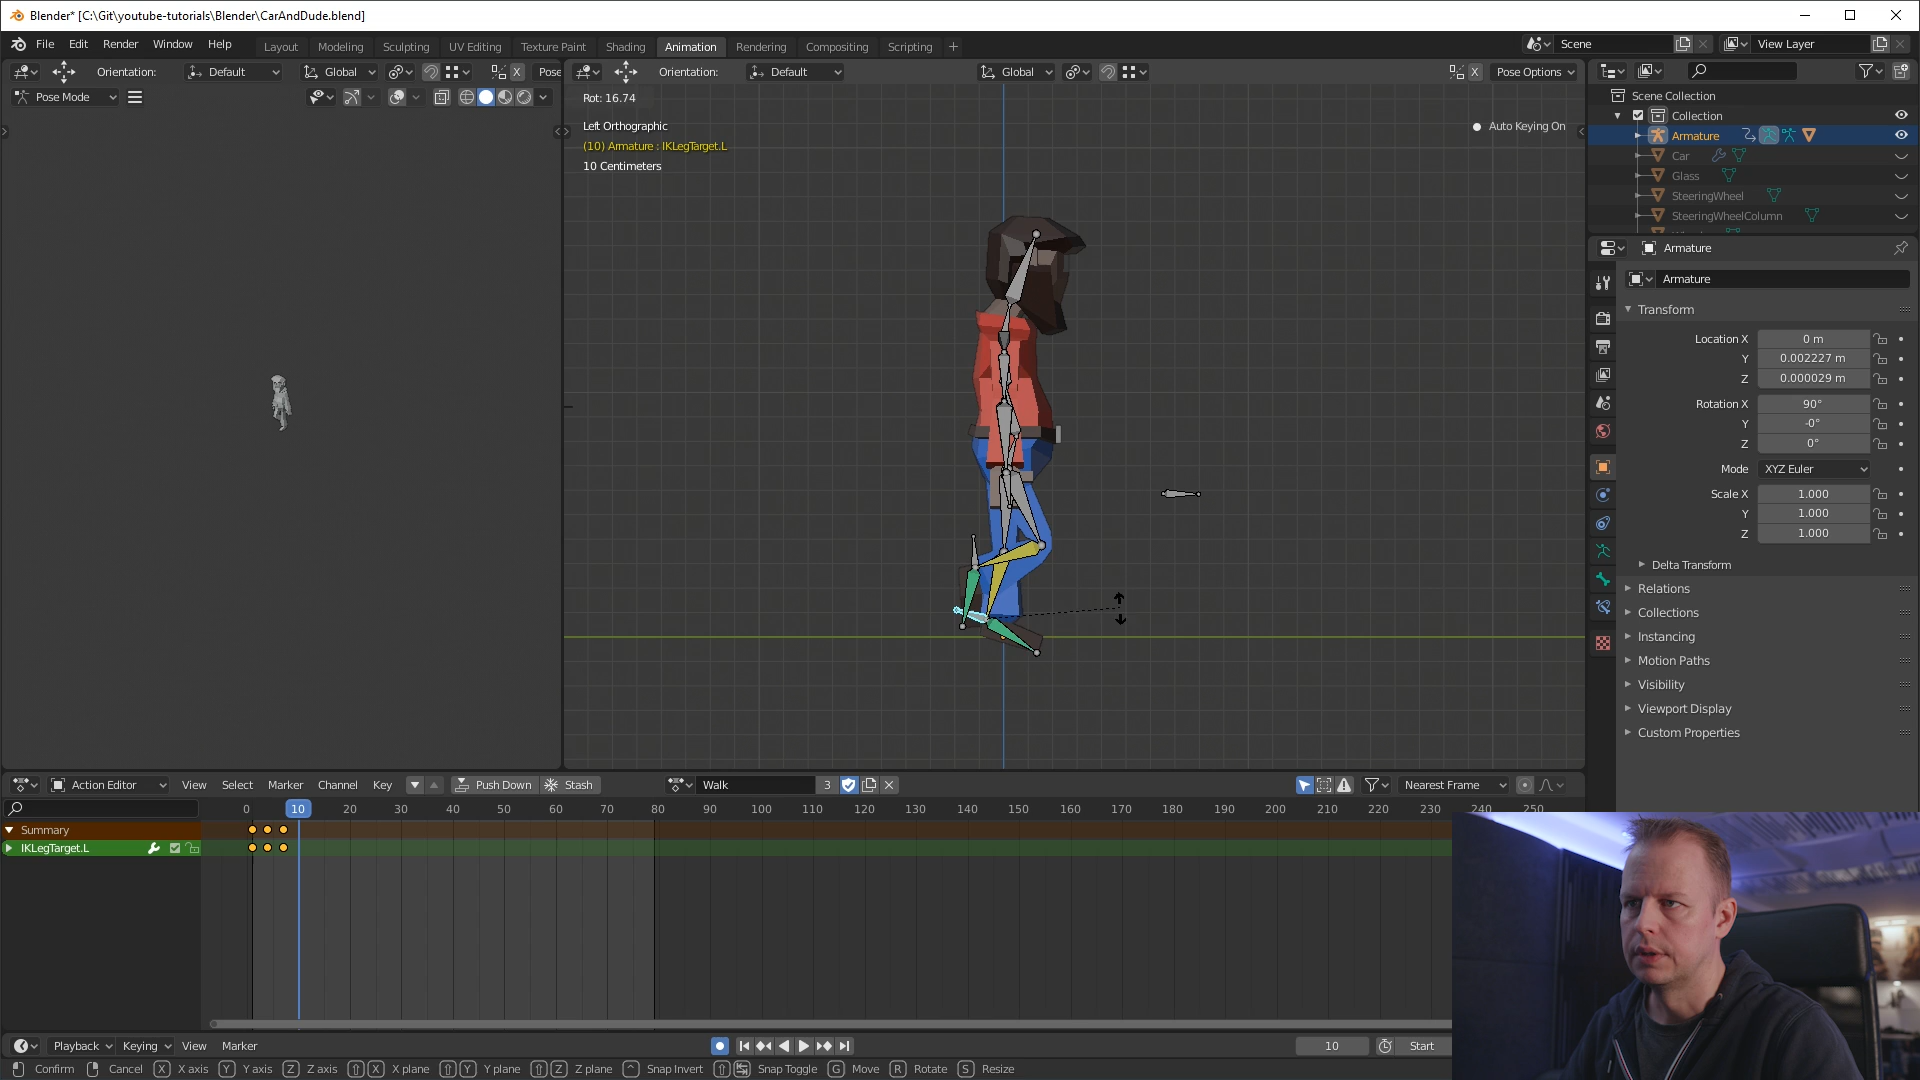 Blender* [C:\Git\youtube-tutorials\Blender\CarAndDude.blend]
File Edit Render Window Help Layout Modeling Sculpting UV Editing Texture Paint Shading Animation Rendering Compositing Scripting + Scene View Layer
Orientation: Default Global Pose
Orientation: Default Global X Pose Options
Pose Mode
Rot: 16.74
Left Orthographic
(10) Armature : IKLegTarget.L
10 Centimeters
Auto Keying On
Scene Collection
Collection
Armature
Car
Glass
SteeringWheel
SteeringWheelColumn
Armature
Armature
Transform
Location X 0 m
Y 0.002227 m
Z 0.000029 m
Rotation X 90°
Y -0°
Z 0°
Mode XYZ Euler
Scale X 1.000
Y 1.000
Z 1.000
Delta Transform
Relations
Collections
Instancing
Motion Paths
Visibility
Viewport Display
Custom Properties
Action Editor View Select Marker Channel Key Push Down Stash Walk 3 Nearest Frame
0 10 20 30 40 50 60 70 80 90 100 110 120 130 140 150 160 170 180 190 200 210 220 230 240 250
Summary
IKLegTarget.L
Playback Keying View Marker 10 Start
Confirm Cancel X X axis Y Y axis Z Z axis X X plane Y Y plane Z Z plane Snap Invert Snap Toggle G Move R Rotate S Resize